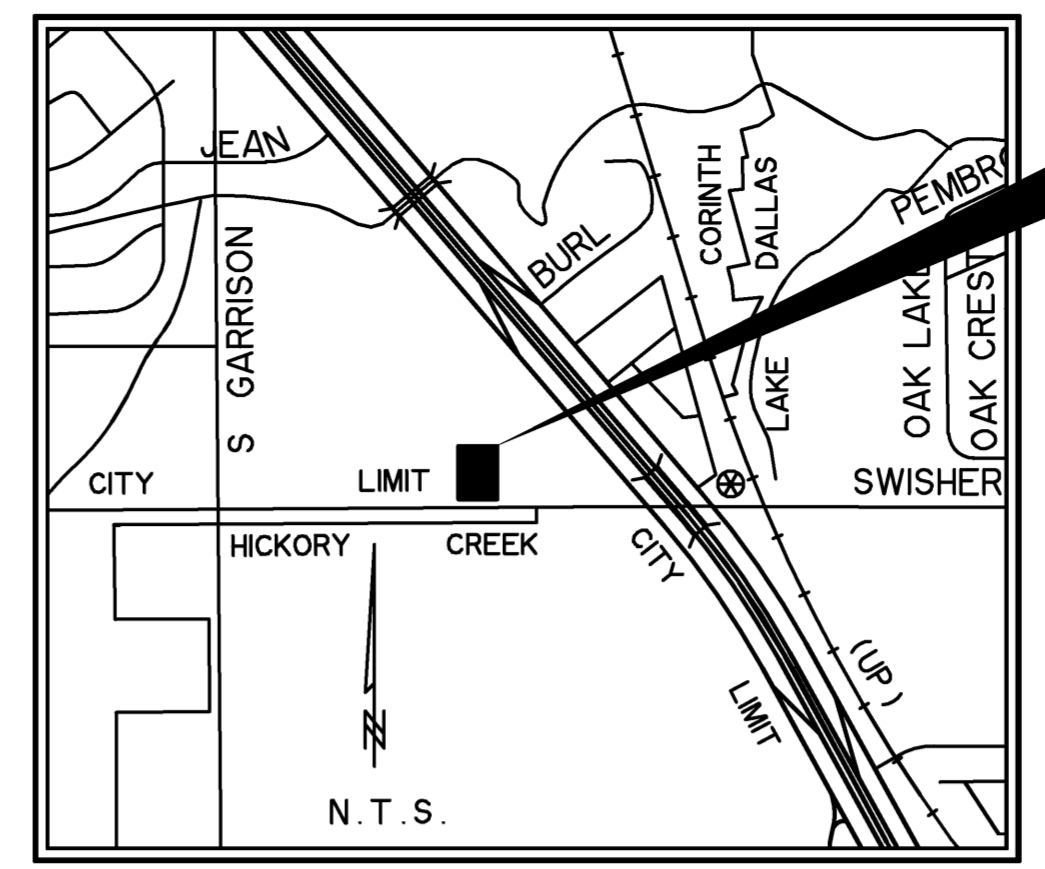 JEAN
BURL
CORINTH
DALLAS
PEMBRO
S GARRISON
OAK LAKE
OAK CREST
LAKE
CITY LIMIT
SWISHER
HICKORY CREEK
CITY LIMIT
(UP)
N
N.T.S.